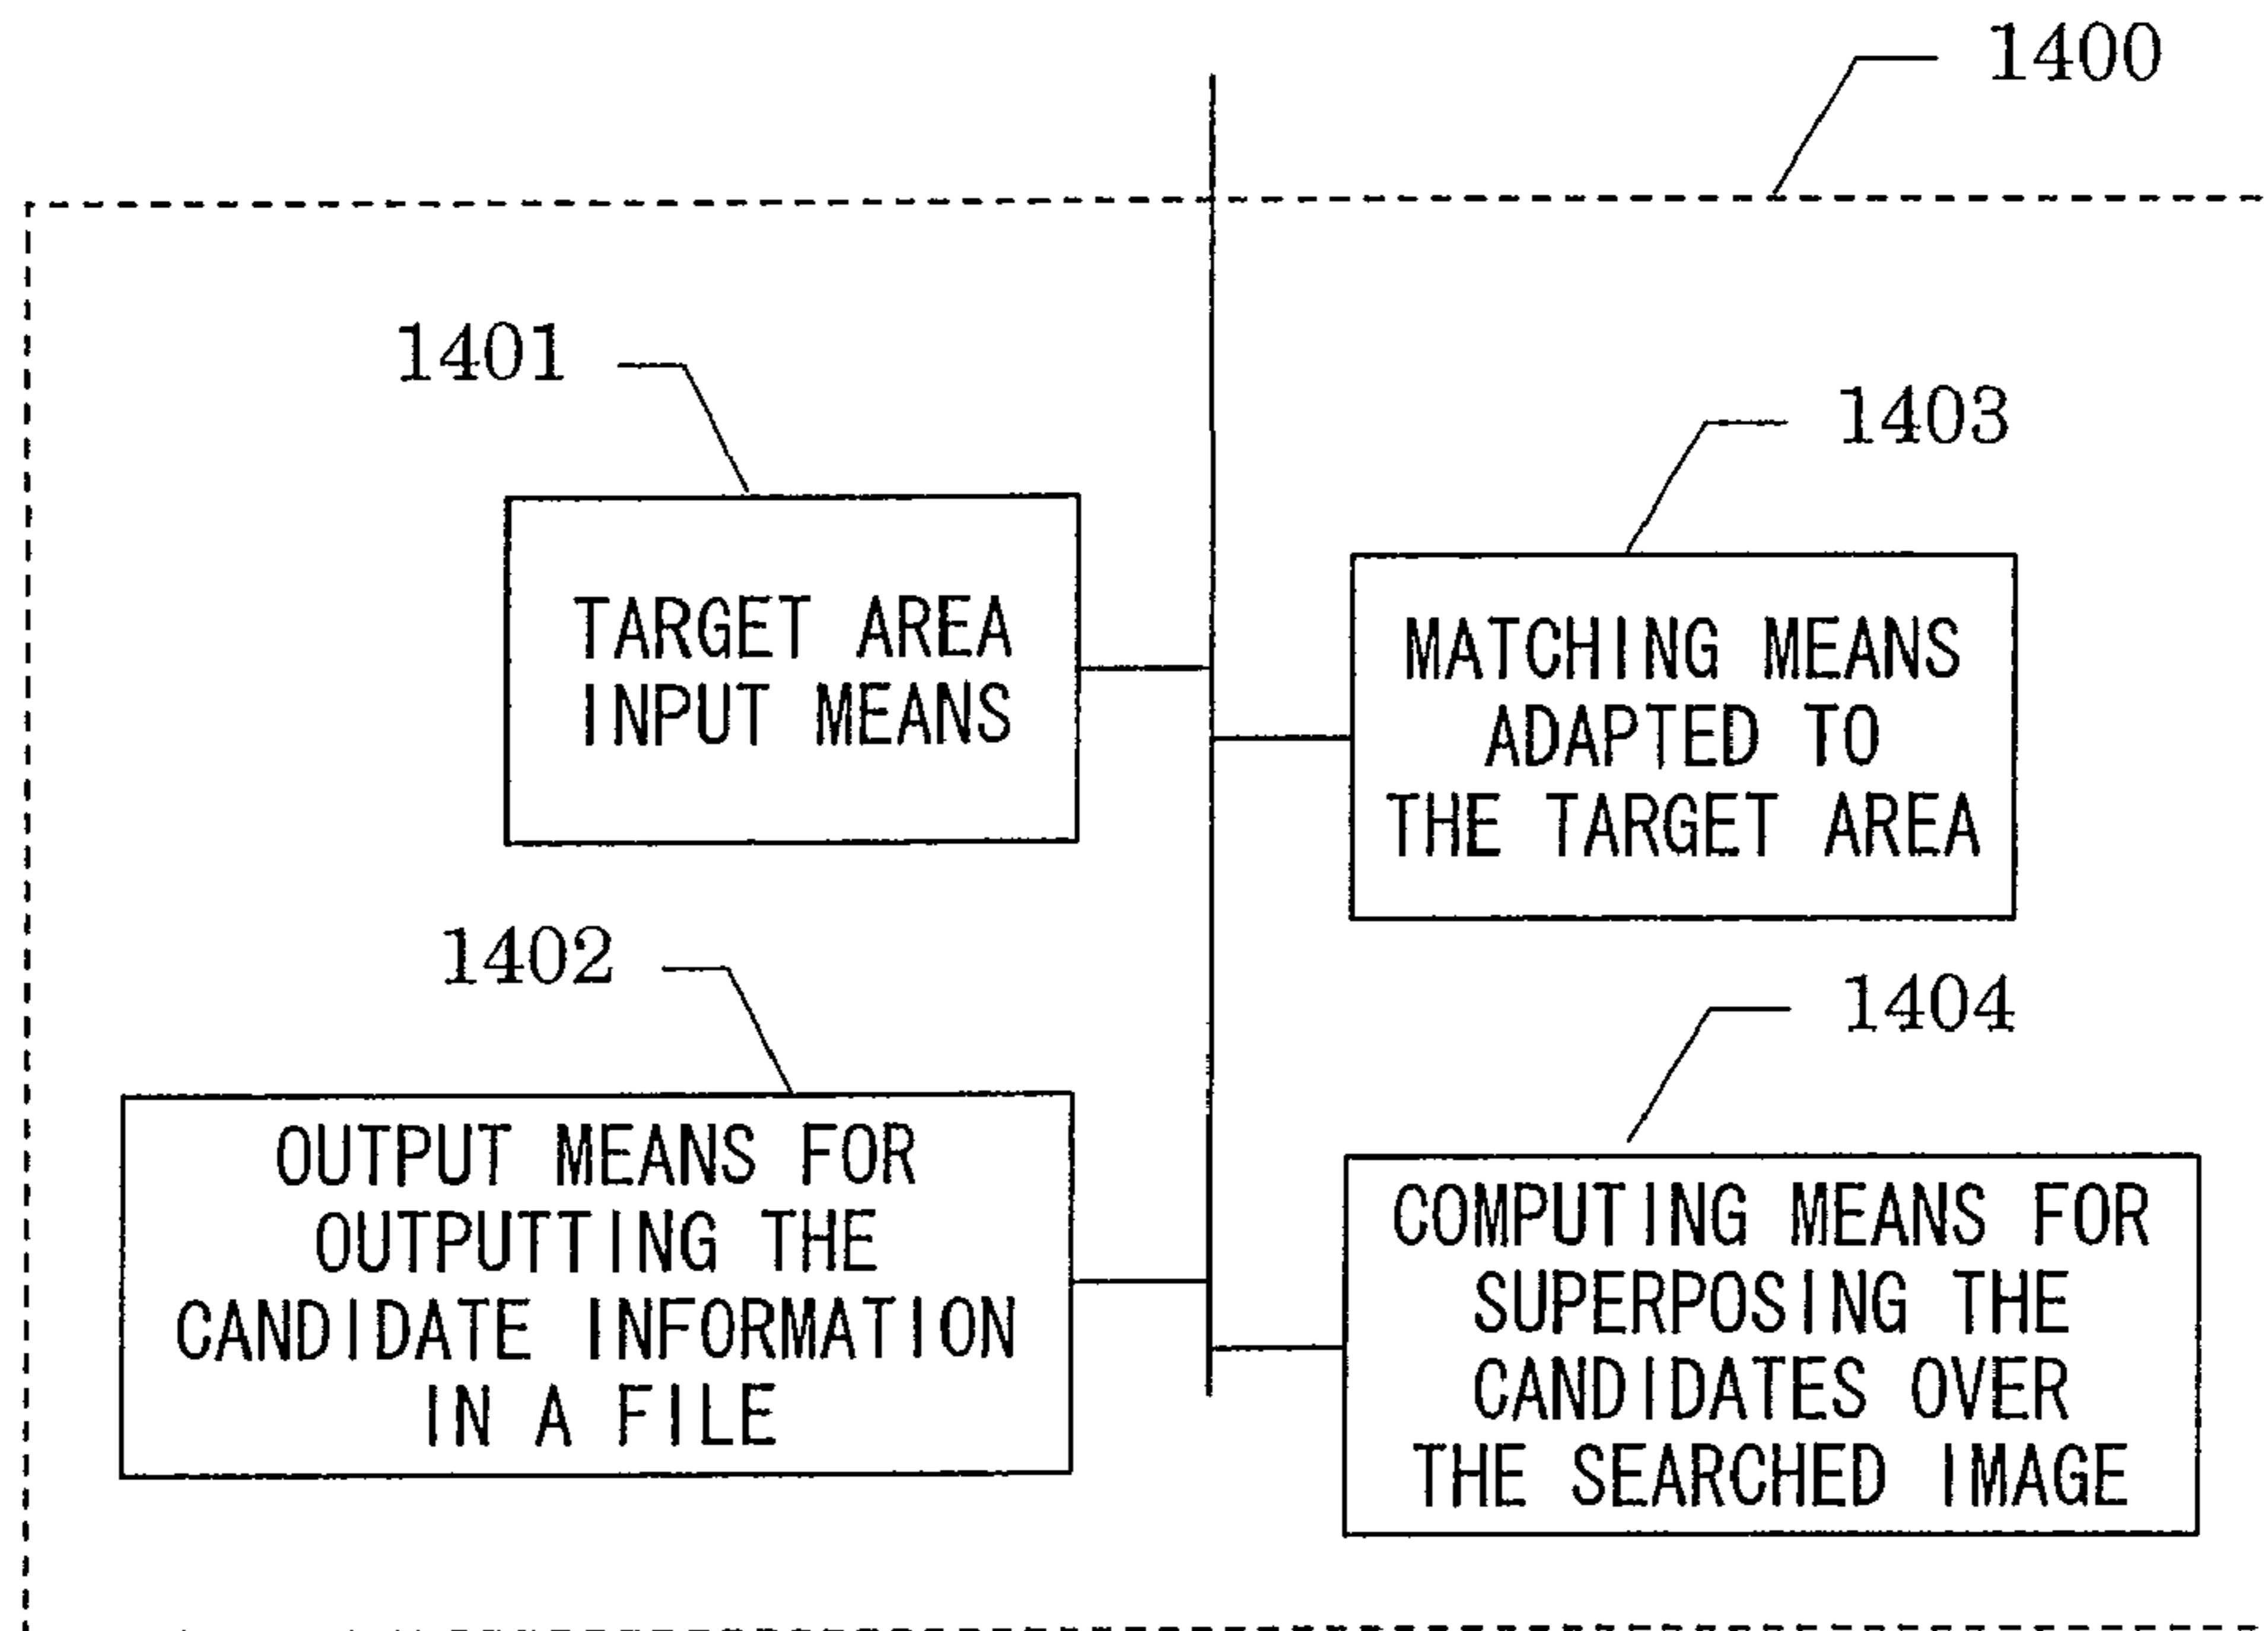 1400
1401
TARGET AREA
INPUT MEANS
1403
MATCHING MEANS
ADAPTED TO
THE TARGET AREA
1402
OUTPUT MEANS FOR
OUTPUTTING THE
CANDIDATE INFORMATION
IN A FILE
1404
COMPUTING MEANS FOR
SUPERPOSING THE
CANDIDATES OVER
THE SEARCHED IMAGE